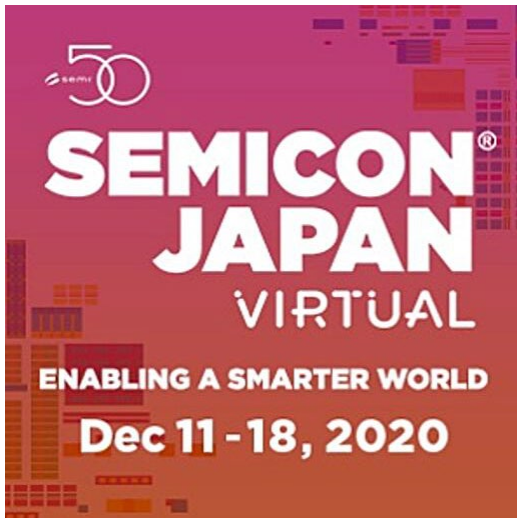 semi 50
SEMICON®
JAPAN
VIRTUAL
ENABLING A SMARTER WORLD
Dec 11 - 18, 2020